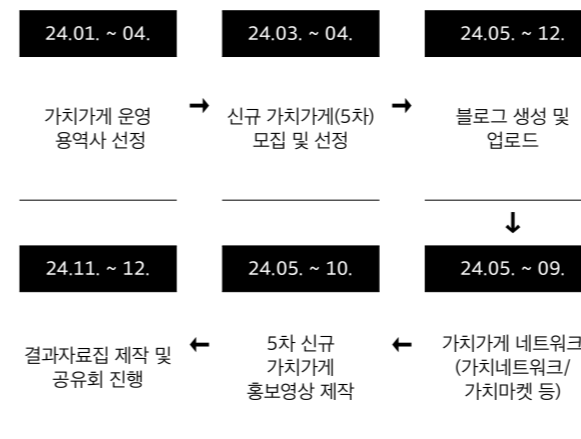 24.01. ~ 04.
가치가게 운영
용역사 선정
24.03. ~ 04.
신규 가치가게(5차)
모집 및 선정
24.05. ~ 12.
블로그 생성 및
업로드
24.05. ~ 09.
가치가게 네트워크
(가치네트워크/
가치마켓 등)
24.05. ~ 10.
5차 신규
가치가게
홍보영상 제작
24.11. ~ 12.
결과자료집 제작 및
공유회 진행